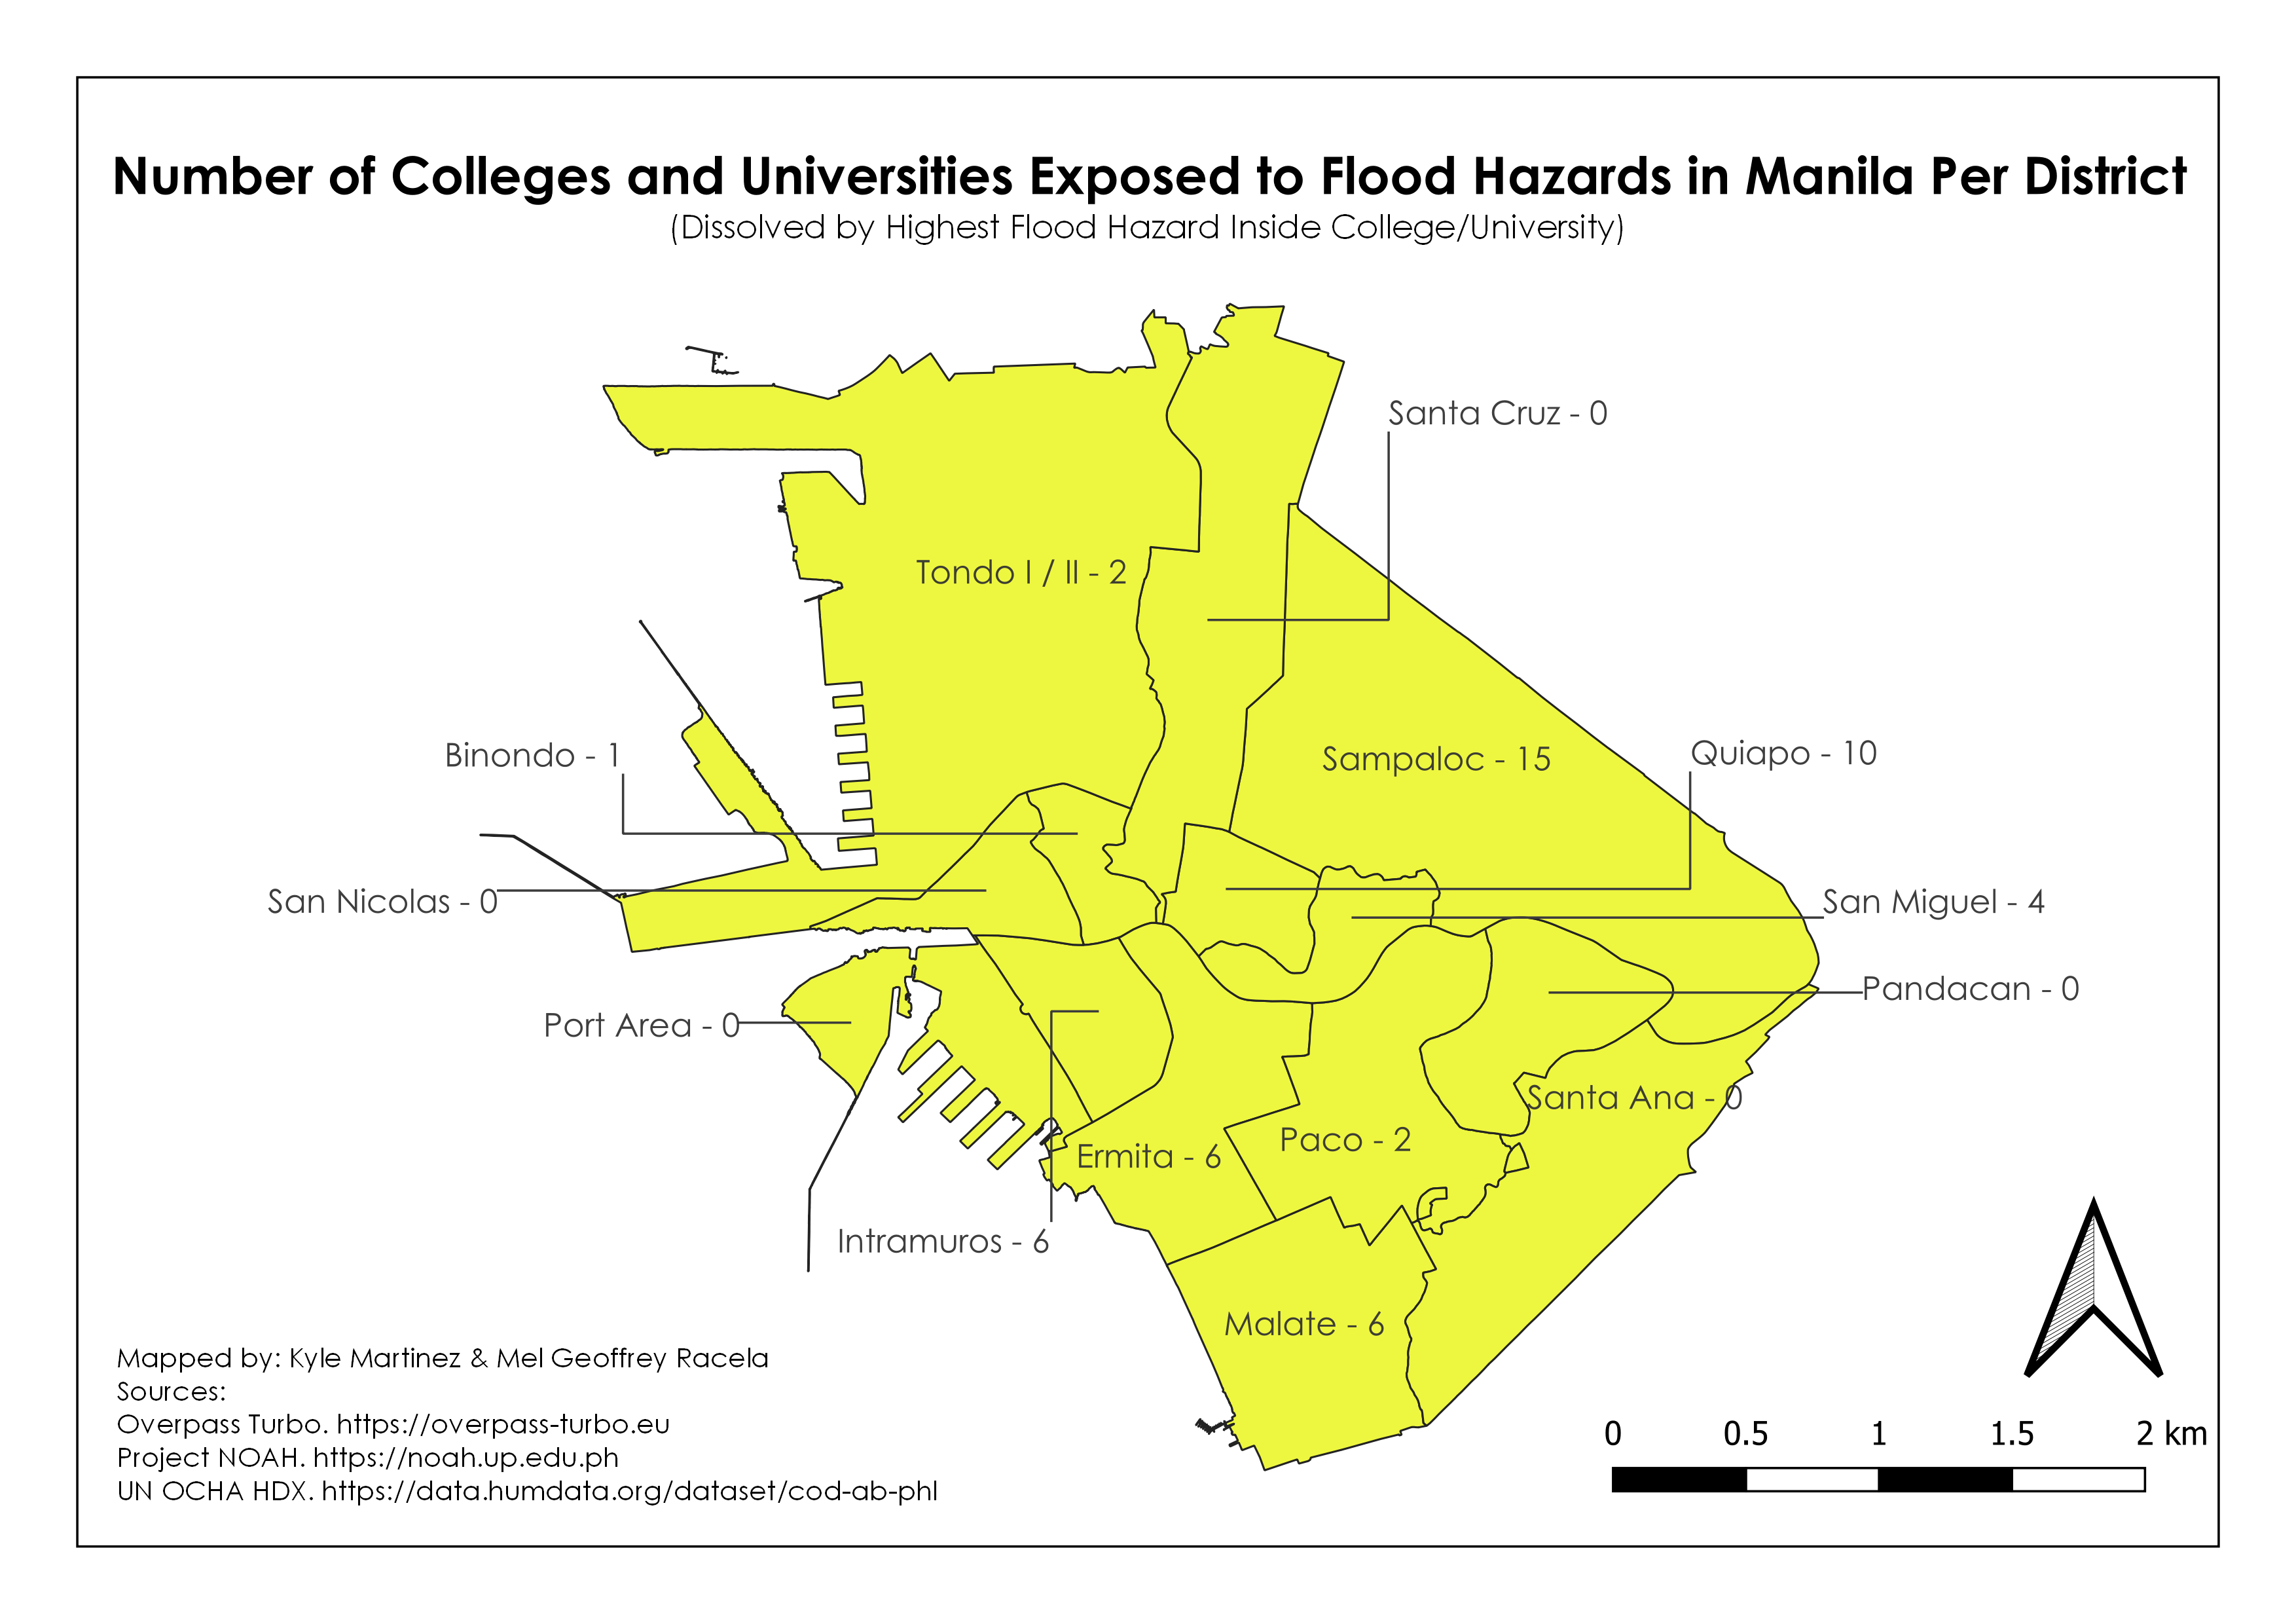 Number of Colleges and Universities Exposed to Flood Hazards in Manila Per District
(Dissolved by Highest Flood Hazard Inside College/University)
Santa Cruz - 0
Tondo I / II - 2
Binondo - 1
Sampaloc - 15
Quiapo - 10
San Nicolas - 0
San Miguel - 4
Pandacan - 0
Port Area - 0
Santa Ana - 0
Paco - 2
Ermita - 6
Intramuros - 6
Malate - 6
Mapped by: Kyle Martinez & Mel Geoffrey Racela
Sources:
Overpass Turbo. https://overpass-turbo.eu
Project NOAH. https://noah.up.edu.ph
UN OCHA HDX. https://data.humdata.org/dataset/cod-ab-phl
0 0.5 1 1.5 2 km